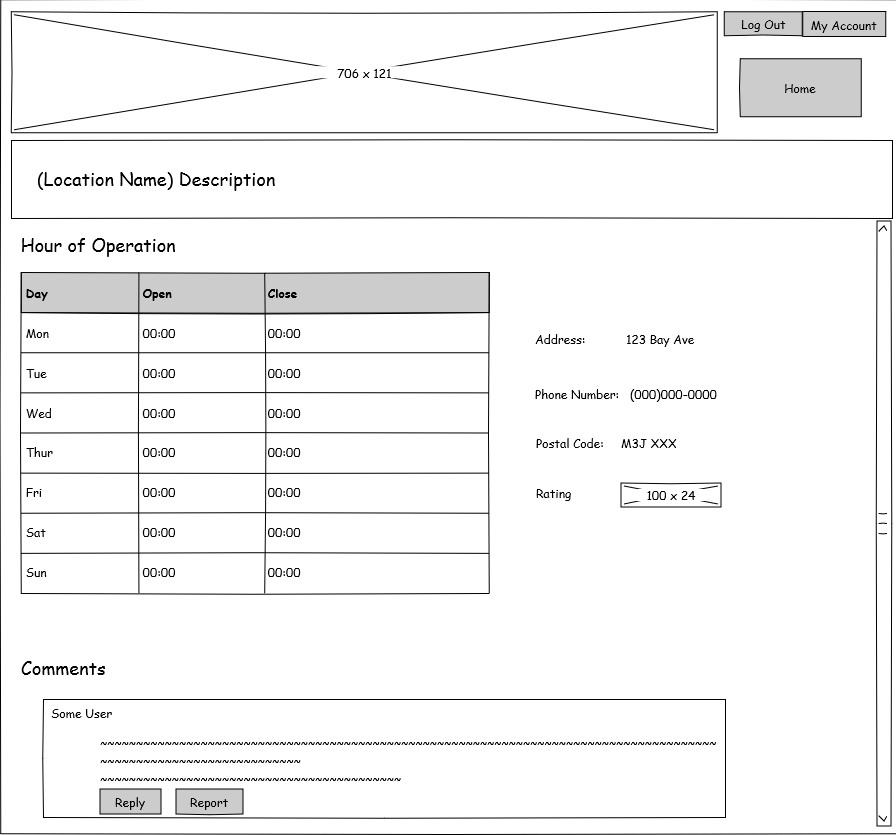 706 x 121
Log Out
My Account
Home
(Location Name) Description
Hour of Operation
Day Open Close
Mon 00:00 00:00
Tue 00:00 00:00
Wed 00:00 00:00
Thur 00:00 00:00
Fri 00:00 00:00
Sat 00:00 00:00
Sun 00:00 00:00
Address: 123 Bay Ave
Phone Number: (000)000-0000
Postal Code: M3J XXX
Rating 100 x 24
Comments
Some User
Reply
Report